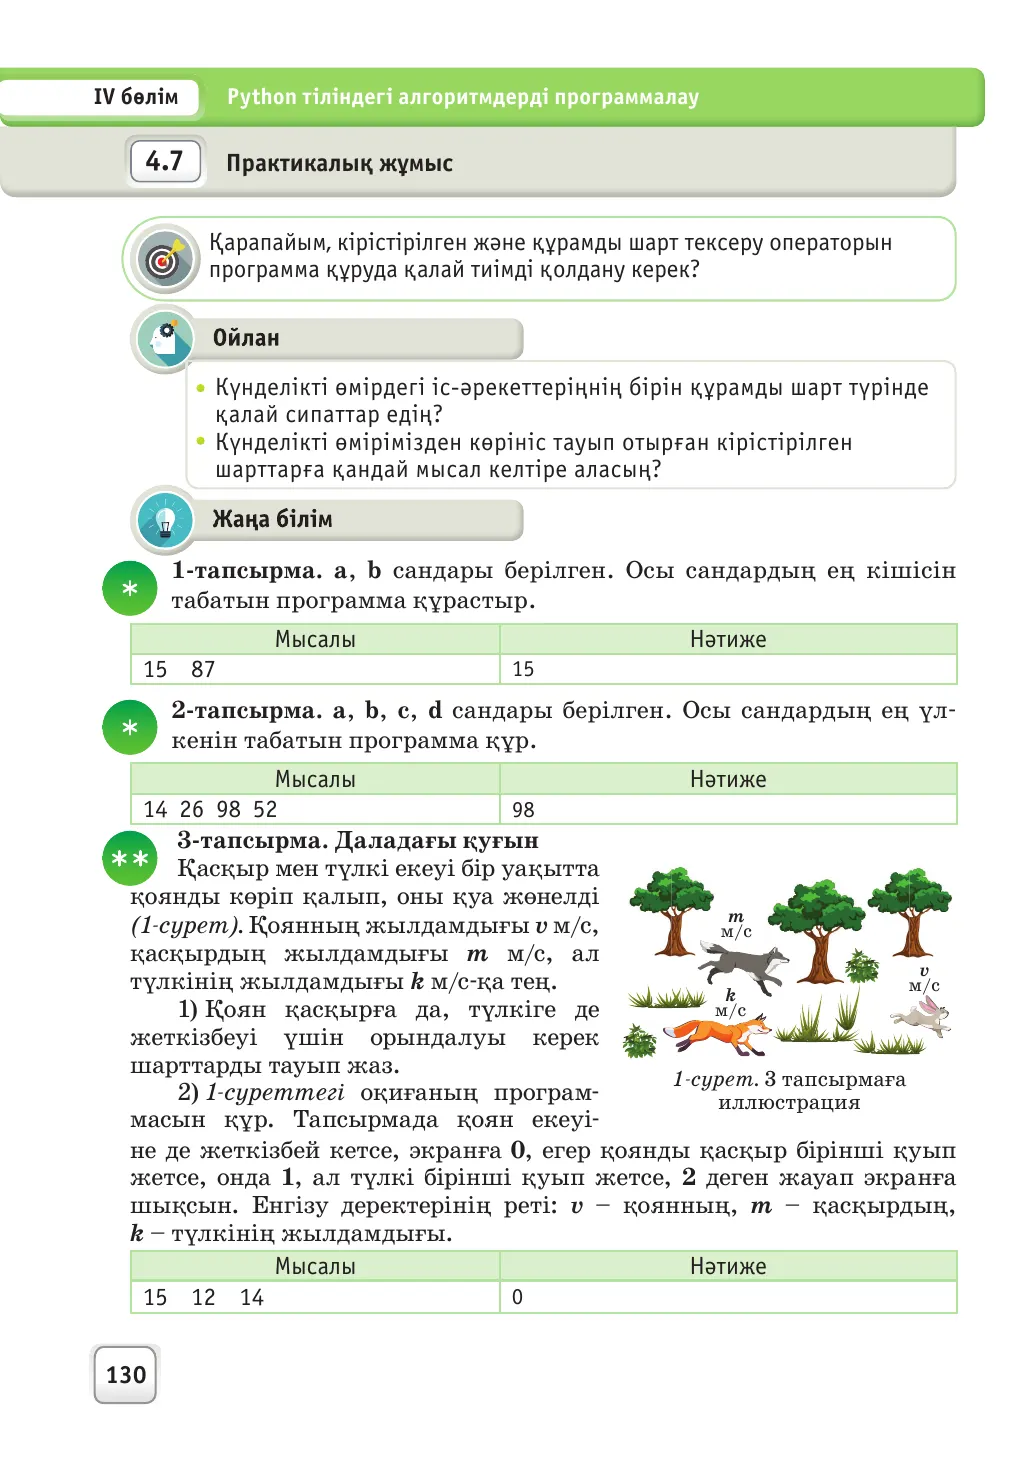 IV бөлім
Python тіліндегі алгоритмдерді программалау
4.7
Практикалық жұмыс
Қарапайым, кірістірілген және құрамды шарт тексеру операторын
программа құруда қалай тиімді қолдану керек?
Ойлан
• Күнделікті өмірдегі іс-әрекеттеріңнің бірін құрамды шарт түрінде
қалай сипаттар едің?
• Күнделікті өмірімізден көрініс тауып отырған кірістірілген
шарттарға қандай мысал келтіре аласың?
Жаңа білім
*
1-тапсырма. a, b сандары берілген. Осы сандардың ең кішісін
табатын программа құрастыр.
Мысалы Нәтиже
15 87 15
*
2-тапсырма. a, b, c, d сандары берілген. Осы сандардың ең үл-
кенін табатын программа құр.
Мысалы Нәтиже
14 26 98 52 98
**
3-тапсырма. Даладағы қуғын
Қасқыр мен түлкі екеуі бір уақытта
қоянды көріп қалып, оны қуа жөнелді
(1-сурет). Қоянның жылдамдығы v м/с,
қасқырдың жылдамдығы m м/с, ал
түлкінің жылдамдығы k м/с-қа тең.
1) Қоян қасқырға да, түлкіге де
жеткізбеуі үшін орындалуы керек
шарттарды тауып жаз.
2) 1-суреттегі оқиғаның програм-
масын құр. Тапсырмада қоян екеуі-
не де жеткізбей кетсе, экранға 0, егер қоянды қасқыр бірінші қуып
жетсе, онда 1, ал түлкі бірінші қуып жетсе, 2 деген жауап экранға
шықсын. Енгізу деректерінің реті: v – қоянның, m – қасқырдың,
k – түлкінің жылдамдығы.
m
м/с
v
м/с
k
м/с
1-сурет. 3 тапсырмаға
иллюстрация
Мысалы Нәтиже
15 12 14 0
130